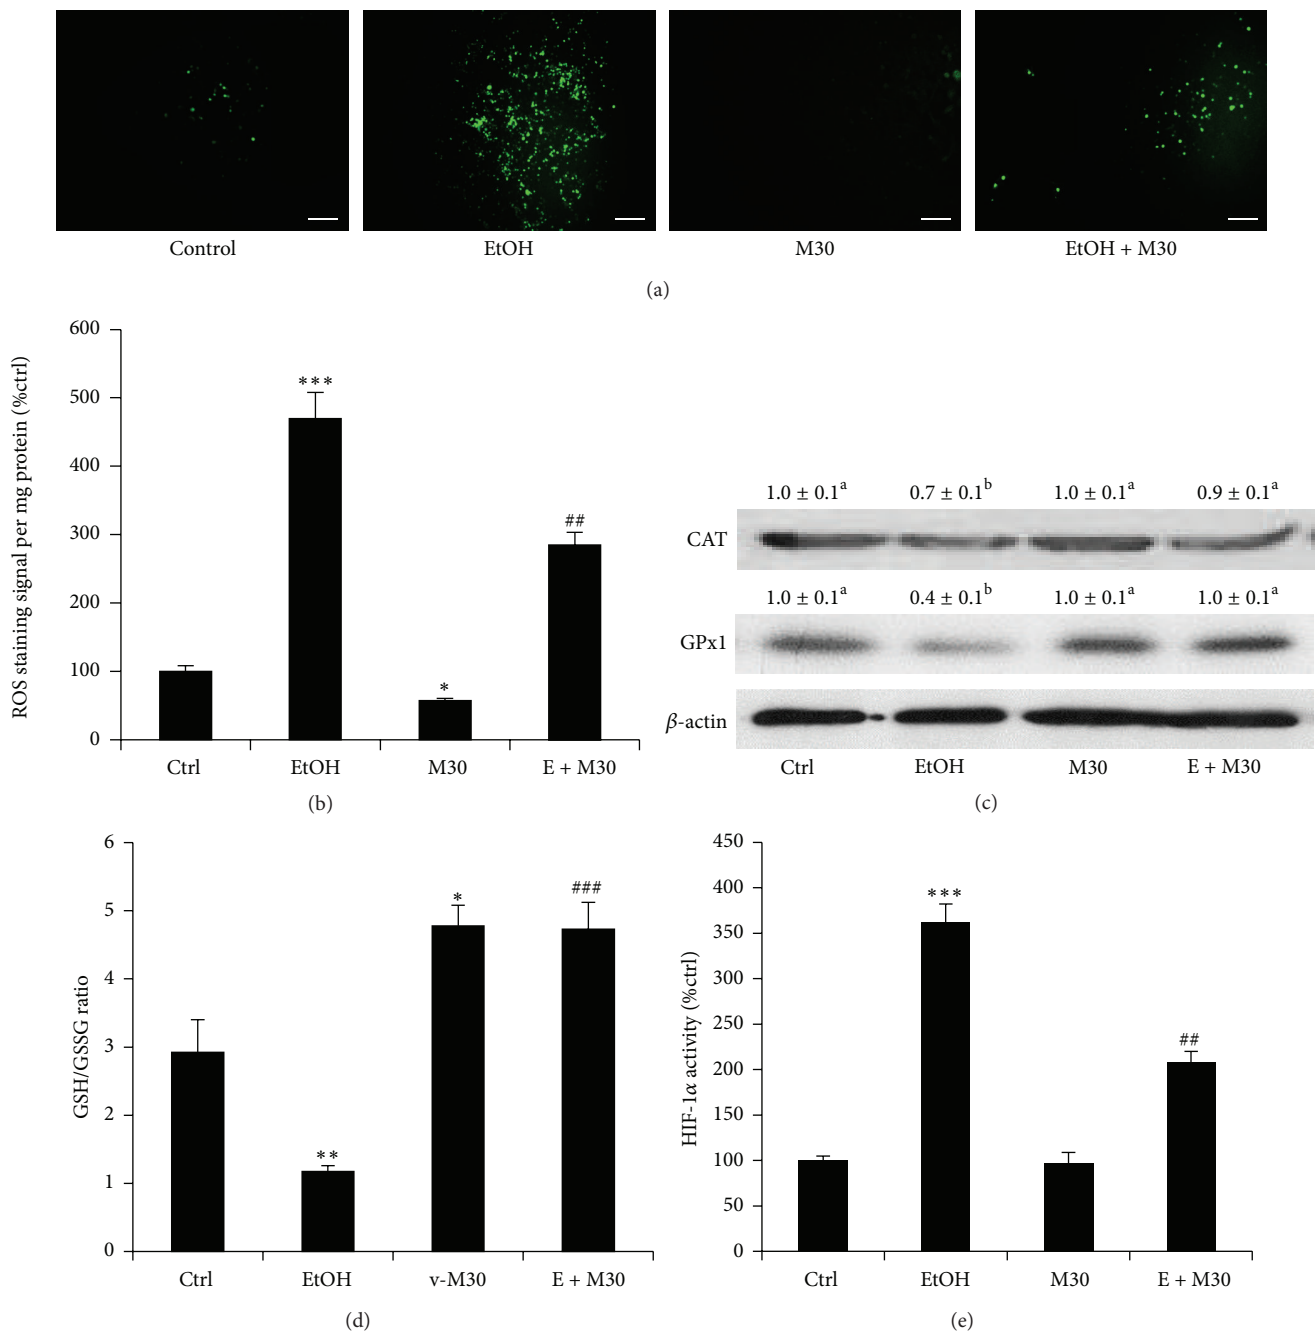 Control EtOH M30 EtOH + M30
(a)
ROS staining signal per mg protein (%ctrl)
600
500
400
300
200
100
0
***
*
##
Ctrl EtOH M30 E + M30
(b)
1.0 ± 0.1a 0.7 ± 0.1b 1.0 ± 0.1a 0.9 ± 0.1a
CAT
1.0 ± 0.1a 0.4 ± 0.1b 1.0 ± 0.1a 1.0 ± 0.1a
GPx1
β-actin
Ctrl EtOH M30 E + M30
(c)
GSH/GSSG ratio
6
5
4
3
2
1
0
**
*
###
Ctrl EtOH v-M30 E + M30
(d)
HIF-1α activity (%ctrl)
450
400
350
300
250
200
150
100
50
0
***
##
Ctrl EtOH M30 E + M30
(e)